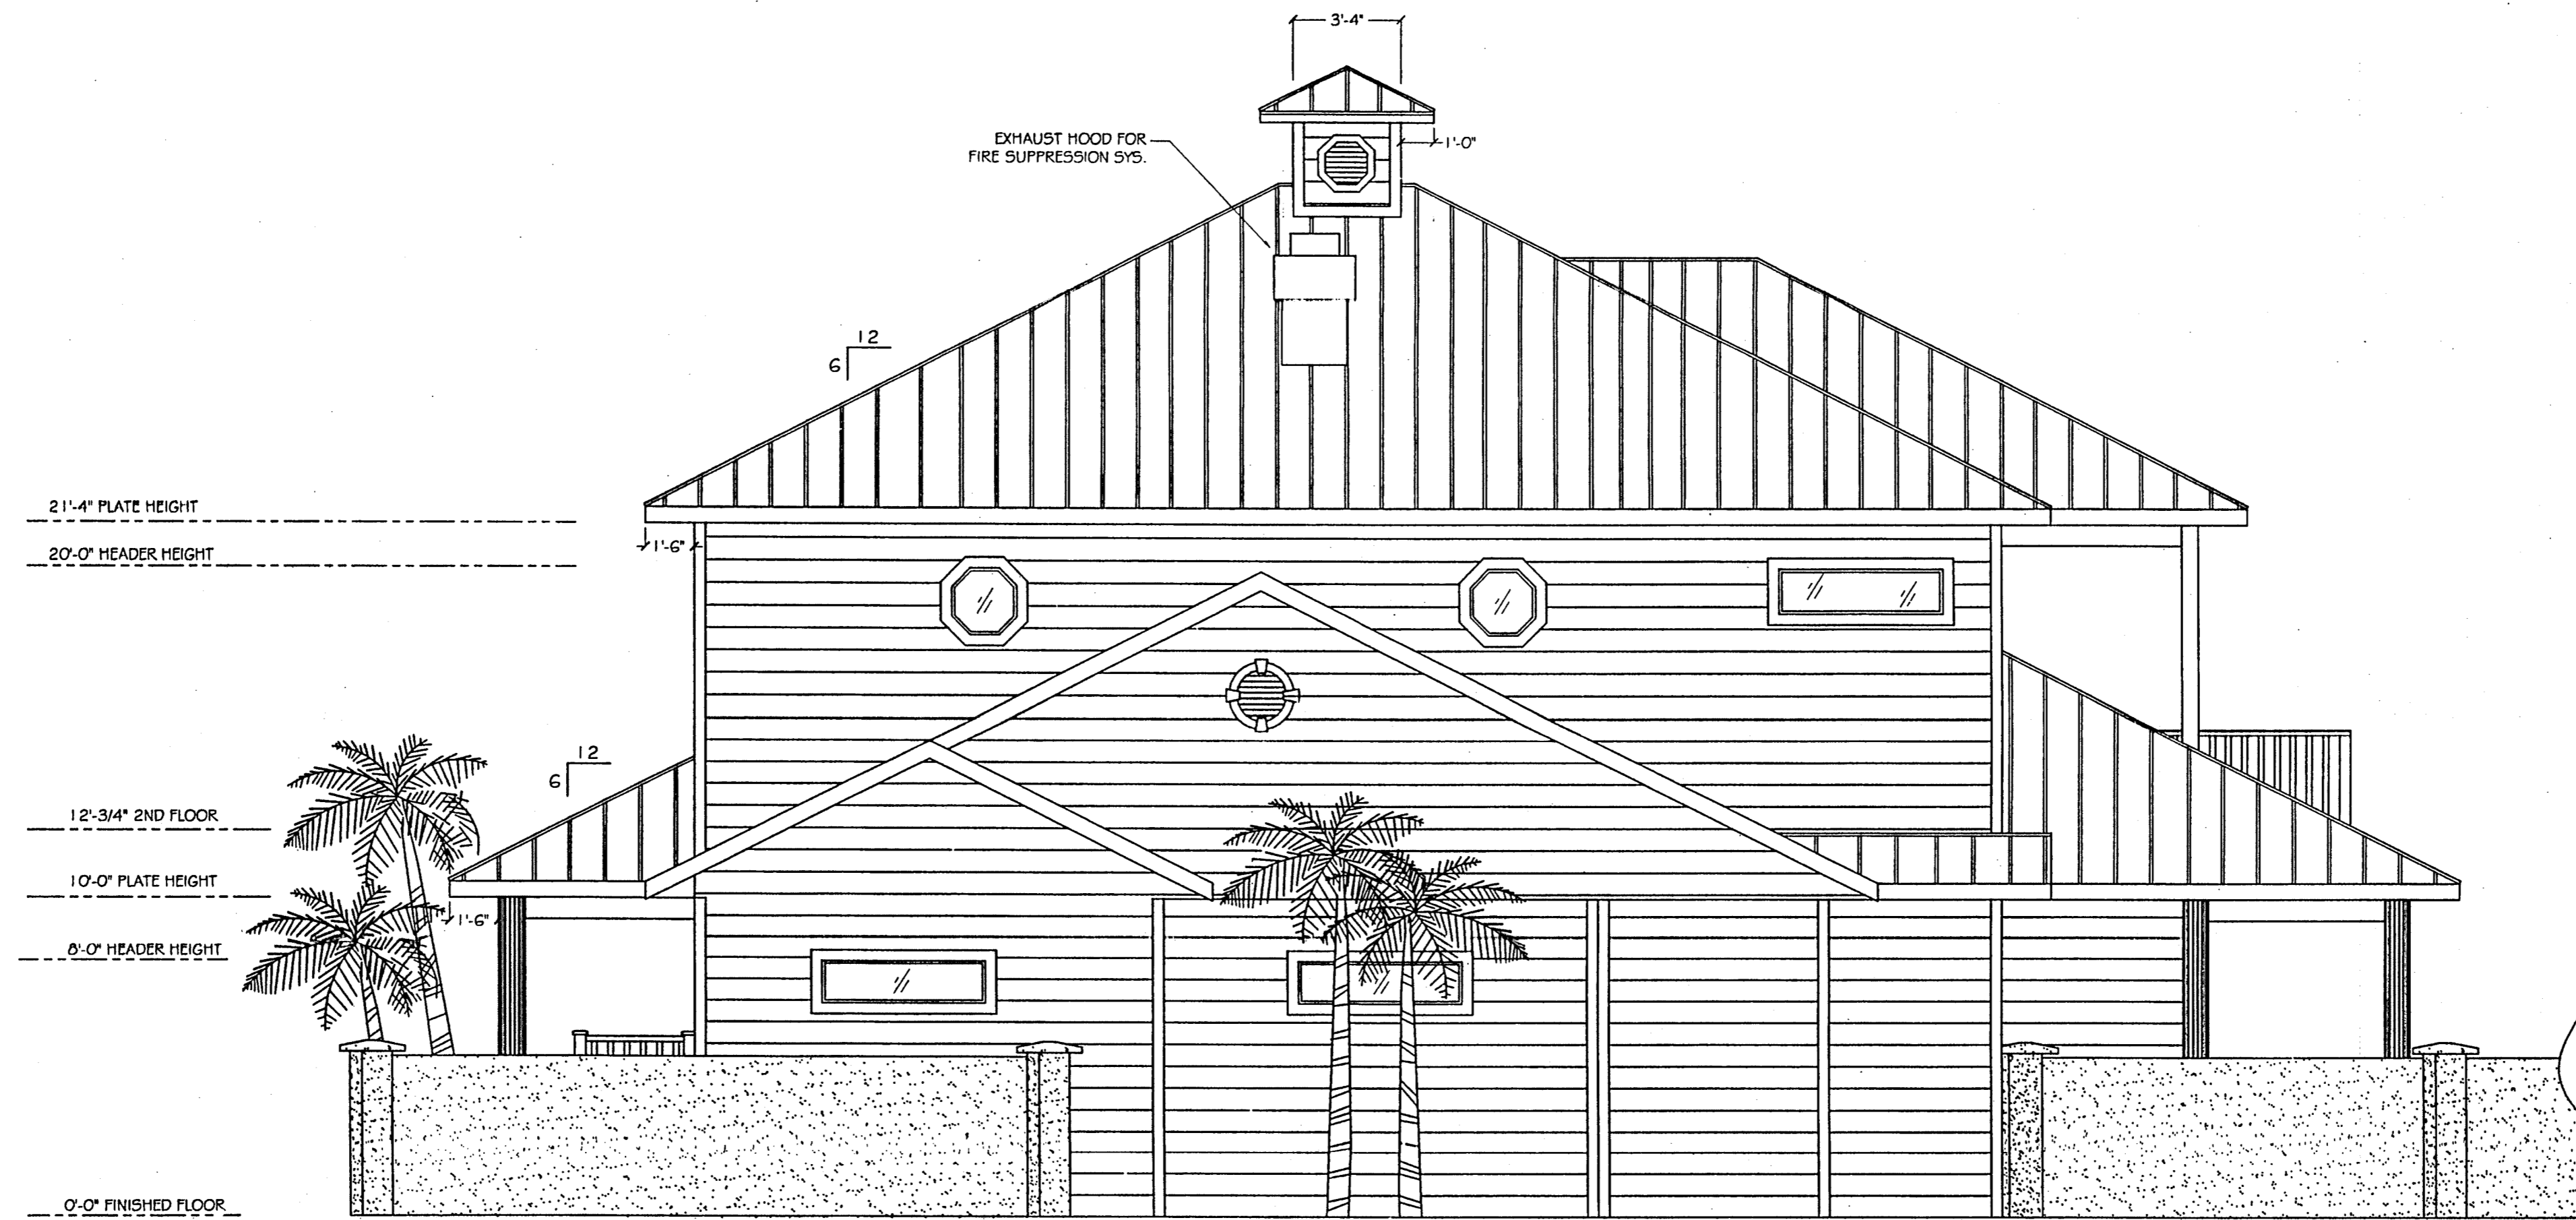 3'-4"
EXHAUST HOOD FOR
FIRE SUPPRESSION SYS.
1'-0"
12
6
21'-4" PLATE HEIGHT
20'-0" HEADER HEIGHT
1'-6"
12
6
12'-3/4" 2ND FLOOR
10'-0" PLATE HEIGHT
1'-6"
8'-0" HEADER HEIGHT
0'-0" FINISHED FLOOR